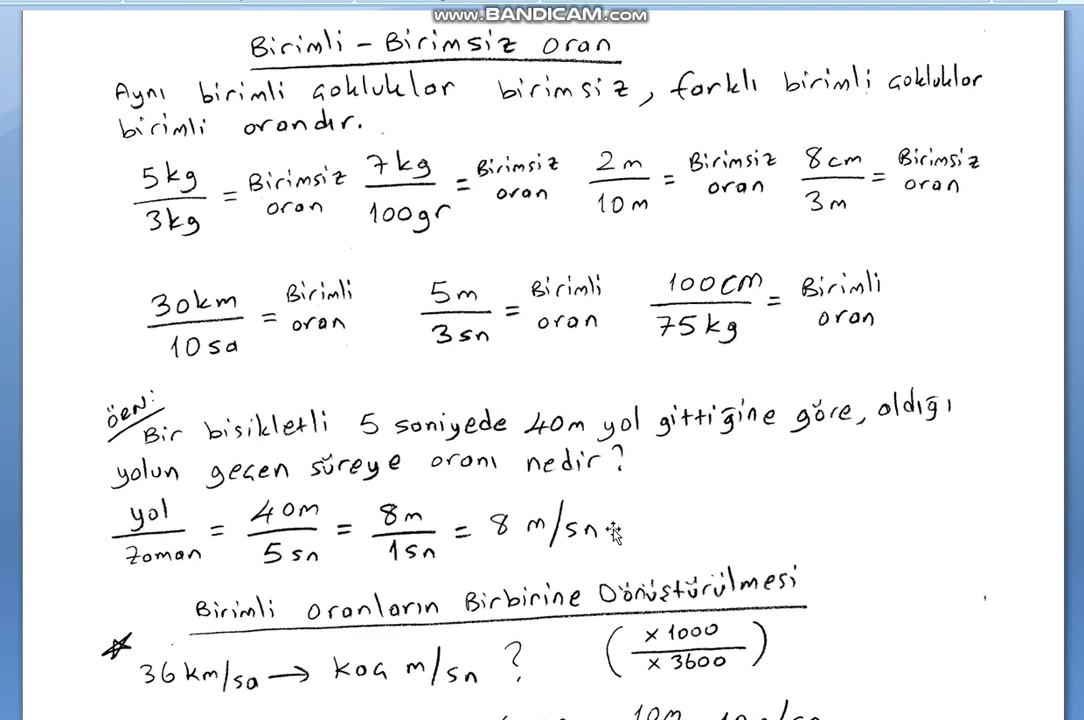 www.BANDICAM.com
Birimli - Birimsiz Oran
Aynı birimli çokluklar birimsiz, farklı birimli çokluklar
birimli orandır.
5kg/3kg = Birimsiz oran 7kg/100gr = Birimsiz oran 2m/10m = Birimsiz oran 8cm/3m = Birimsiz oran
30km/10sa = Birimli oran 5m/3sn = Birimli oran 100cm/75kg = Birimli oran
ÖRN:
Bir bisikletli 5 saniyede 40m yol gittiğine göre, aldığı
yolun geçen süreye oranı nedir?
yol/Zaman = 40m/5sn = 8m/1sn = 8 m/sn
Birimli Oranların Birbirine Dönüştürülmesi
36km/sa → kaç m/sn ? (x1000/x3600)
10m